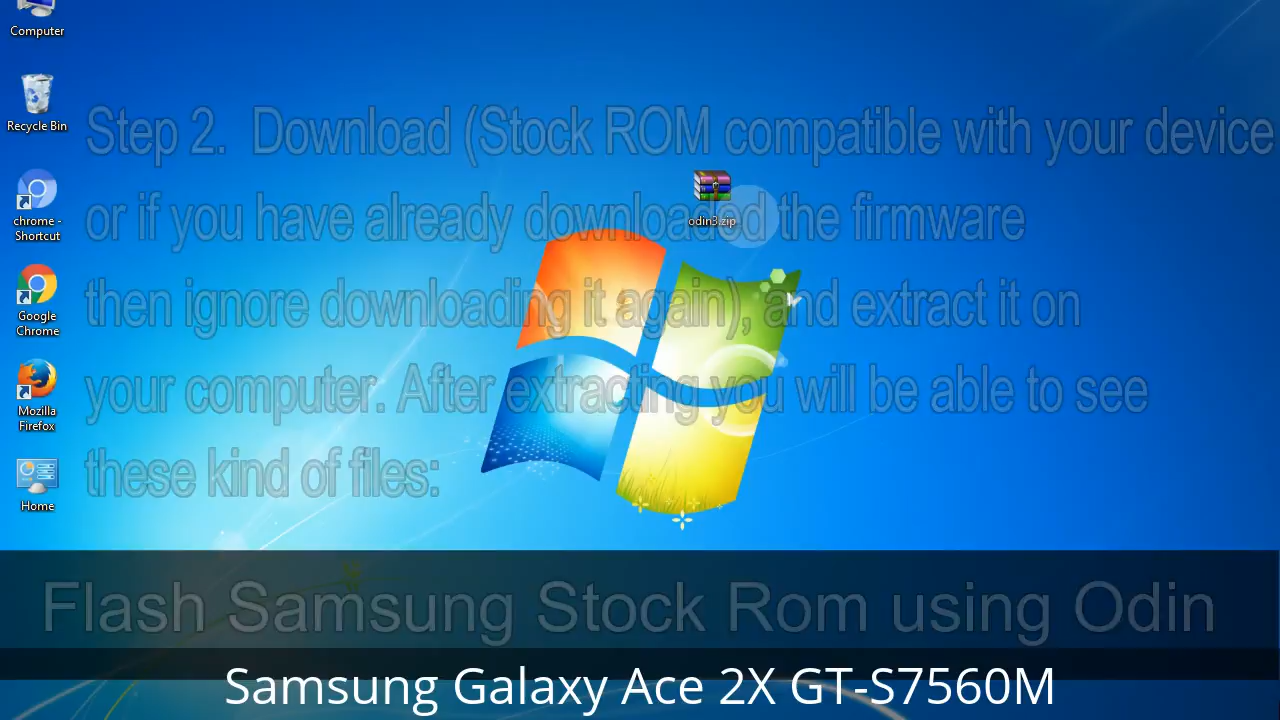 Computer
Recycle Bin
chrome -
Shortcut
Google
Chrome
Mozilla
Firefox
Home
odin3.zip
Step 2.  Download (Stock ROM compatible with your device
or if you have already downloaded the firmware
then ignore downloading it again), and extract it on
your computer. After extracting you will be able to see
these kind of files:
Flash Samsung Stock Rom using Odin
Samsung Galaxy Ace 2X GT-S7560M